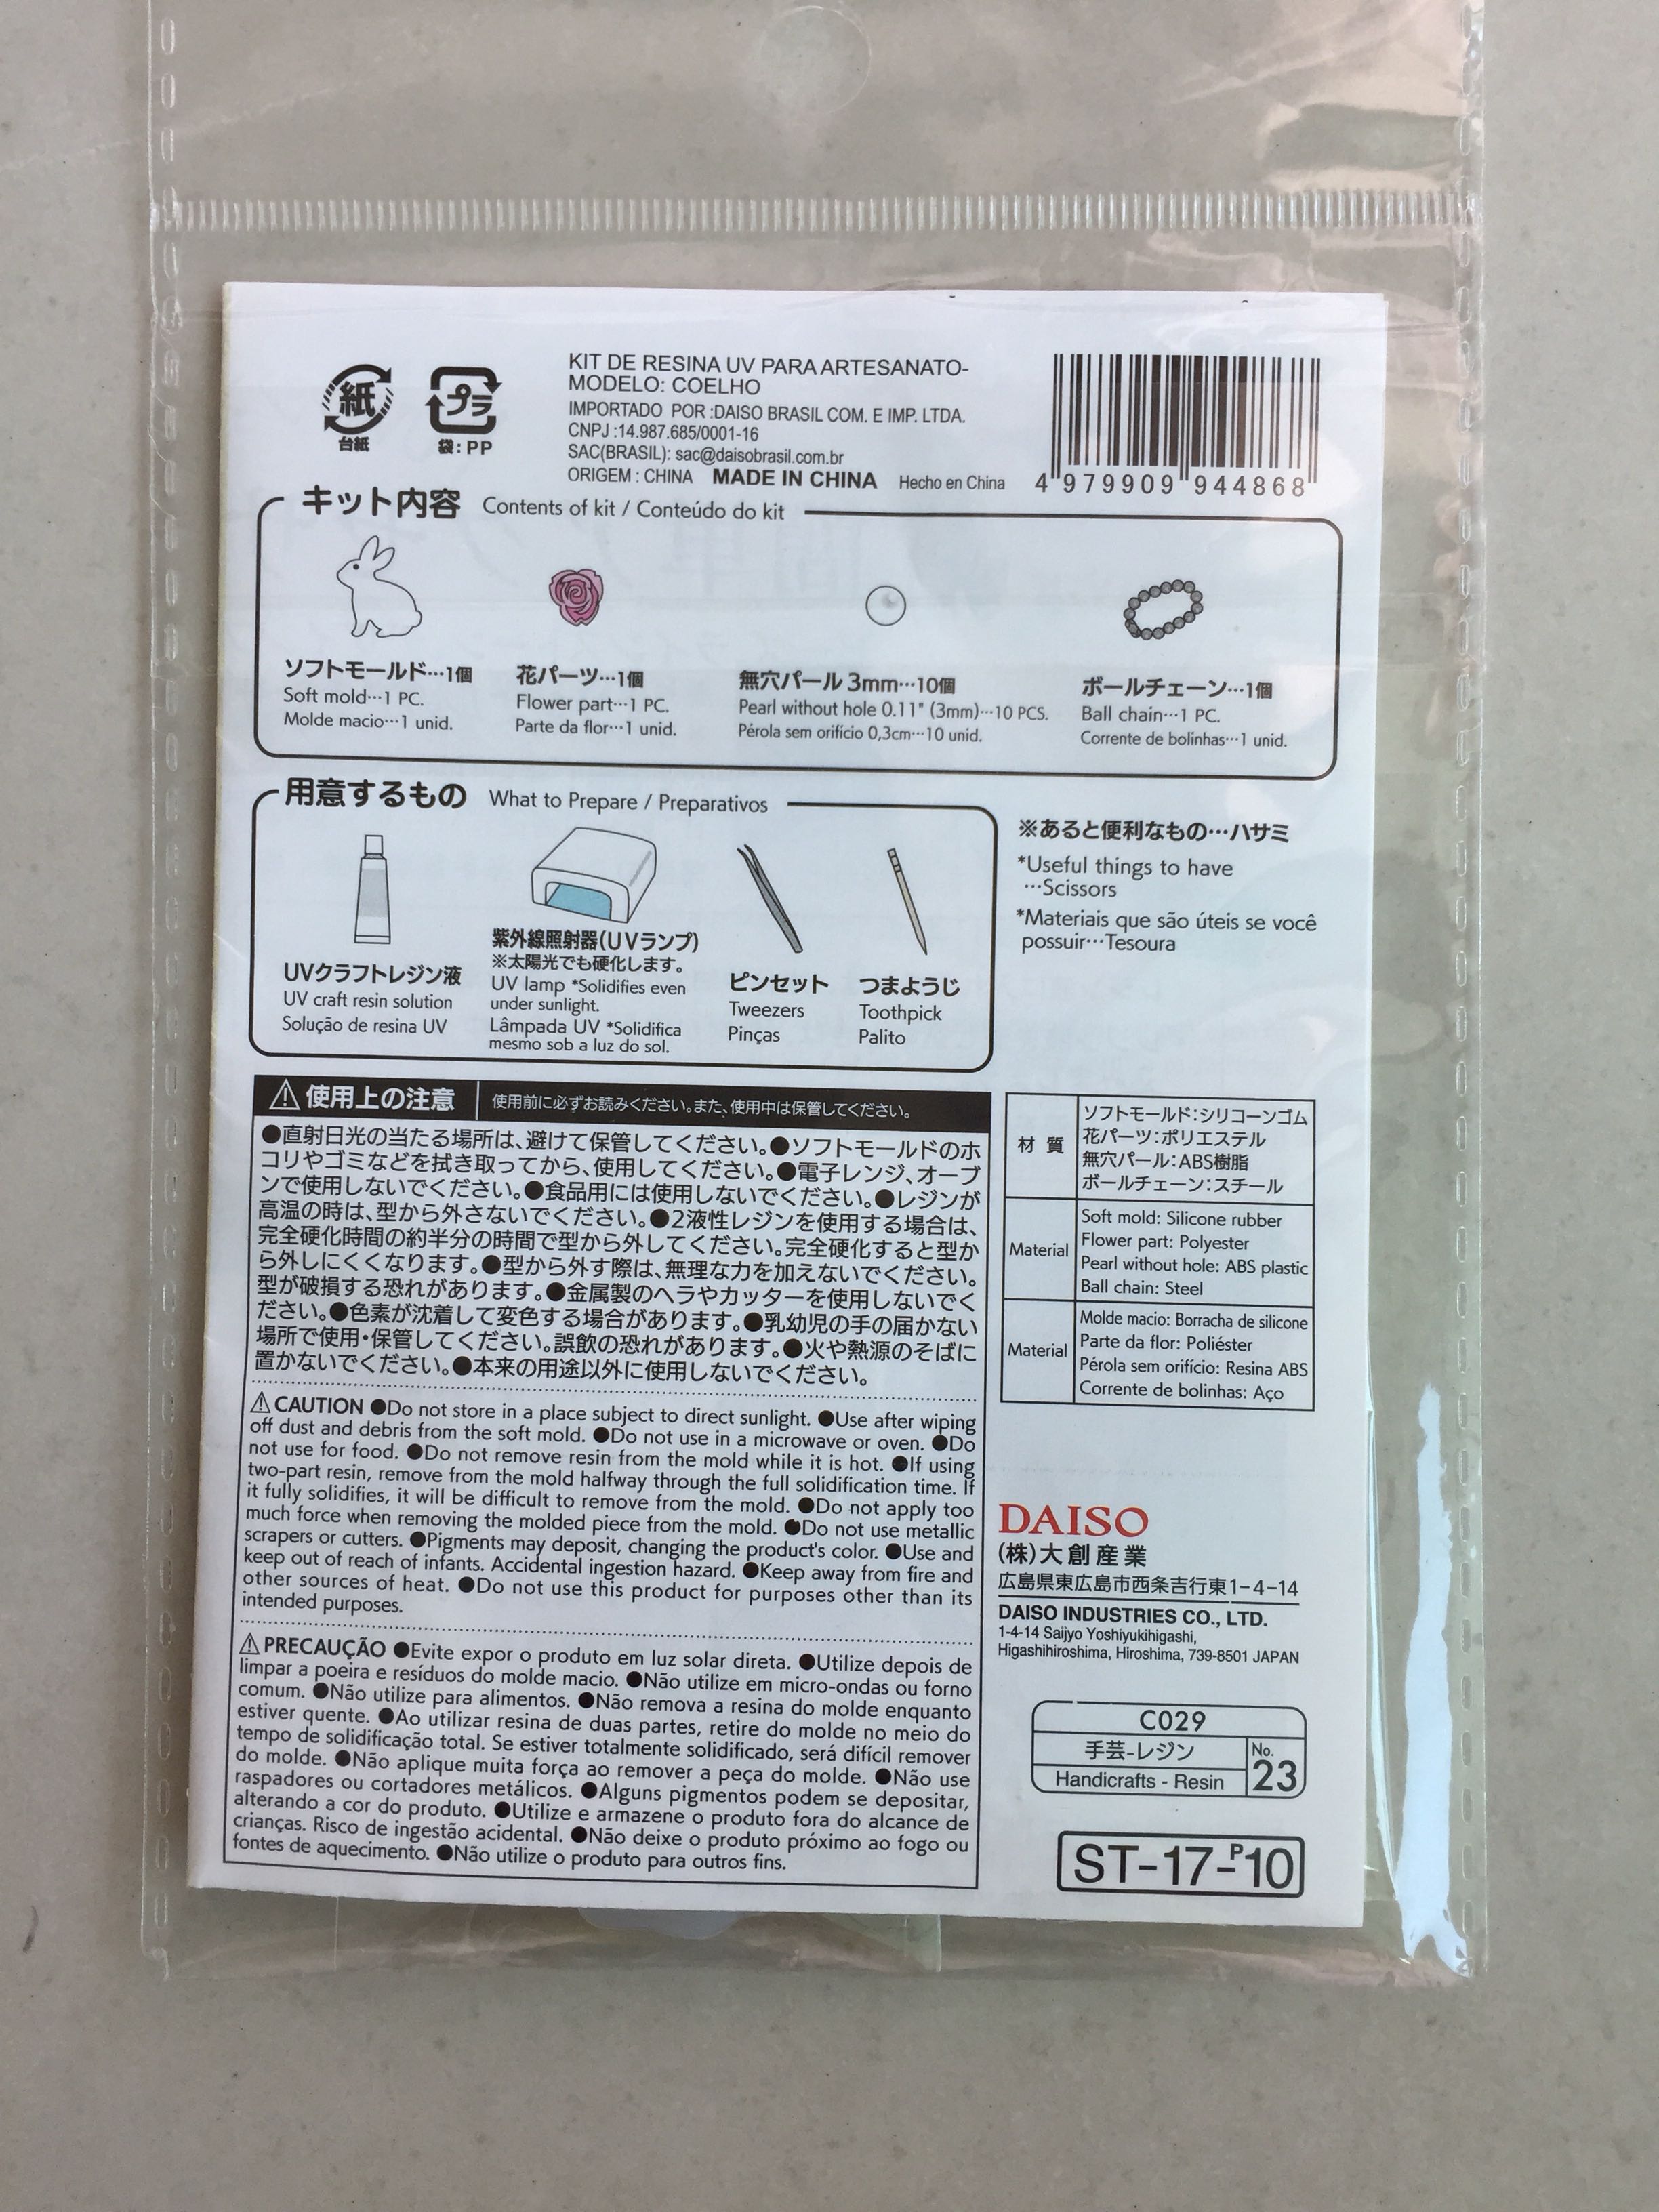 紙
台紙
プラ
袋:PP
KIT DE RESINA UV PARA ARTESANATO-
MODELO: COELHO
IMPORTADO POR :DAISO BRASIL COM. E IMP. LTDA.
CNPJ :14.987.685/0001-16
SAC(BRASIL): sac@daisobrasil.com.br
ORIGEM : CHINA MADE IN CHINA Hecho en China
4 979909 944868
キット内容 Contents of kit / Conteúdo do kit
ソフトモールド…1個
Soft mold…1 PC.
Molde macio…1 unid.
花パーツ…1個
Flower part…1 PC.
Parte da flor…1 unid.
無穴パール 3mm…10個
Pearl without hole 0.11" (3mm)…10 PCS.
Pérola sem orifício 0,3cm…10 unid.
ボールチェーン…1個
Ball chain…1 PC.
Corrente de bolinhas…1 unid.
用意するもの What to Prepare / Preparativos
UVクラフトレジン液
UV craft resin solution
Solução de resina UV
紫外線照射器(UVランプ)
※太陽光でも硬化します。
UV lamp *Solidifies even
under sunlight.
Lâmpada UV *Solidifica
mesmo sob a luz do sol.
ピンセット
Tweezers
Pinças
つまようじ
Toothpick
Palito
※あると便利なもの…ハサミ
*Useful things to have
…Scissors
*Materiais que são úteis se você
possuir…Tesoura
⚠使用上の注意 使用前に必ずお読みください。また、使用中は保管してください。
●直射日光の当たる場所は、避けて保管してください。●ソフトモールドのホ
コリやゴミなどを拭き取ってから、使用してください。●電子レンジ、オーブ
ンで使用しないでください。●食品用には使用しないでください。●レジンが
高温の時は、型から外さないでください。●2液性レジンを使用する場合は、
完全硬化時間の約半分の時間で型から外してください。完全硬化すると型か
ら外しにくくなります。●型から外す際は、無理な力を加えないでください。
型が破損する恐れがあります。●金属製のヘラやカッターを使用しないでく
ださい。●色素が沈着して変色する場合があります。●乳幼児の手の届かない
場所で使用・保管してください。誤飲の恐れがあります。●火や熱源のそばに
置かないでください。●本来の用途以外に使用しないでください。
⚠CAUTION ●Do not store in a place subject to direct sunlight. ●Use after wiping
off dust and debris from the soft mold. ●Do not use in a microwave or oven. ●Do
not use for food. ●Do not remove resin from the mold while it is hot. ●If using
two-part resin, remove from the mold halfway through the full solidification time. If
it fully solidifies, it will be difficult to remove from the mold. ●Do not apply too
much force when removing the molded piece from the mold. ●Do not use metallic
scrapers or cutters. ●Pigments may deposit, changing the product's color. ●Use and
keep out of reach of infants. Accidental ingestion hazard. ●Keep away from fire and
other sources of heat. ●Do not use this product for purposes other than its
intended purposes.
⚠PRECAUÇÃO ●Evite expor o produto em luz solar direta. ●Utilize depois de
limpar a poeira e resíduos do molde macio. ●Não utilize em micro-ondas ou forno
comum. ●Não utilize para alimentos. ●Não remova a resina do molde enquanto
estiver quente. ●Ao utilizar resina de duas partes, retire do molde no meio do
tempo de solidificação total. Se estiver totalmente solidificado, será difícil remover
do molde. ●Não aplique muita força ao remover a peça do molde. ●Não use
raspadores ou cortadores metálicos. ●Alguns pigmentos podem se depositar,
alterando a cor do produto. ●Utilize e armazene o produto fora do alcance de
crianças. Risco de ingestão acidental. ●Não deixe o produto próximo ao fogo ou
fontes de aquecimento. ●Não utilize o produto para outros fins.
材質
ソフトモールド:シリコーンゴム
花パーツ:ポリエステル
無穴パール:ABS樹脂
ボールチェーン:スチール
Material
Soft mold: Silicone rubber
Flower part: Polyester
Pearl without hole: ABS plastic
Ball chain: Steel
Material
Molde macio: Borracha de silicone
Parte da flor: Poliéster
Pérola sem orifício: Resina ABS
Corrente de bolinhas: Aço
DAISO
(株)大創産業
広島県東広島市西条吉行東1-4-14
DAISO INDUSTRIES CO., LTD.
1-4-14 Saijyo Yoshiyukihigashi,
Higashihiroshima, Hiroshima, 739-8501 JAPAN
C029
手芸-レジン
Handicrafts - Resin
No.
23
ST-17-P10